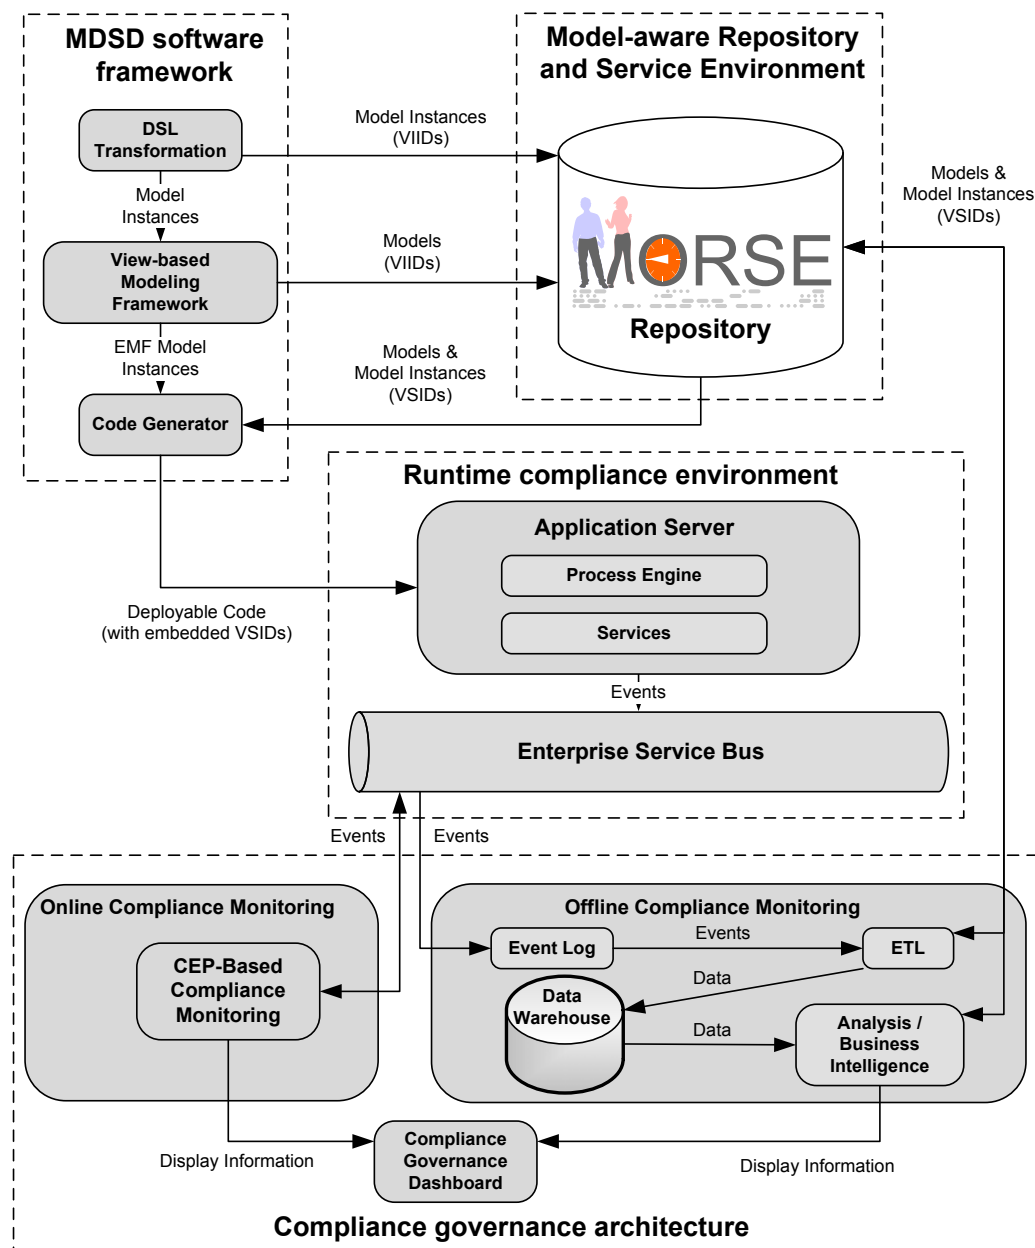 MDSD software
framework
Model-aware Repository
and Service Environment
DSL
Transformation
Model Instances
(VIIDs)
Model
Instances
View-based
Modeling
Framework
Models
(VIIDs)
EMF Model
Instances
Code Generator
Models &
Model Instances
(VSIDs)
MORSE
Repository
Models &
Model Instances
(VSIDs)
Runtime compliance environment
Application Server
Process Engine
Services
Deployable Code
(with embedded VSIDs)
Events
Enterprise Service Bus
Events
Events
Online Compliance Monitoring
CEP-Based
Compliance
Monitoring
Offline Compliance Monitoring
Event Log
Events
ETL
Data
Data
Warehouse
Data
Analysis /
Business
Intelligence
Display Information
Compliance
Governance
Dashboard
Display Information
Compliance governance architecture